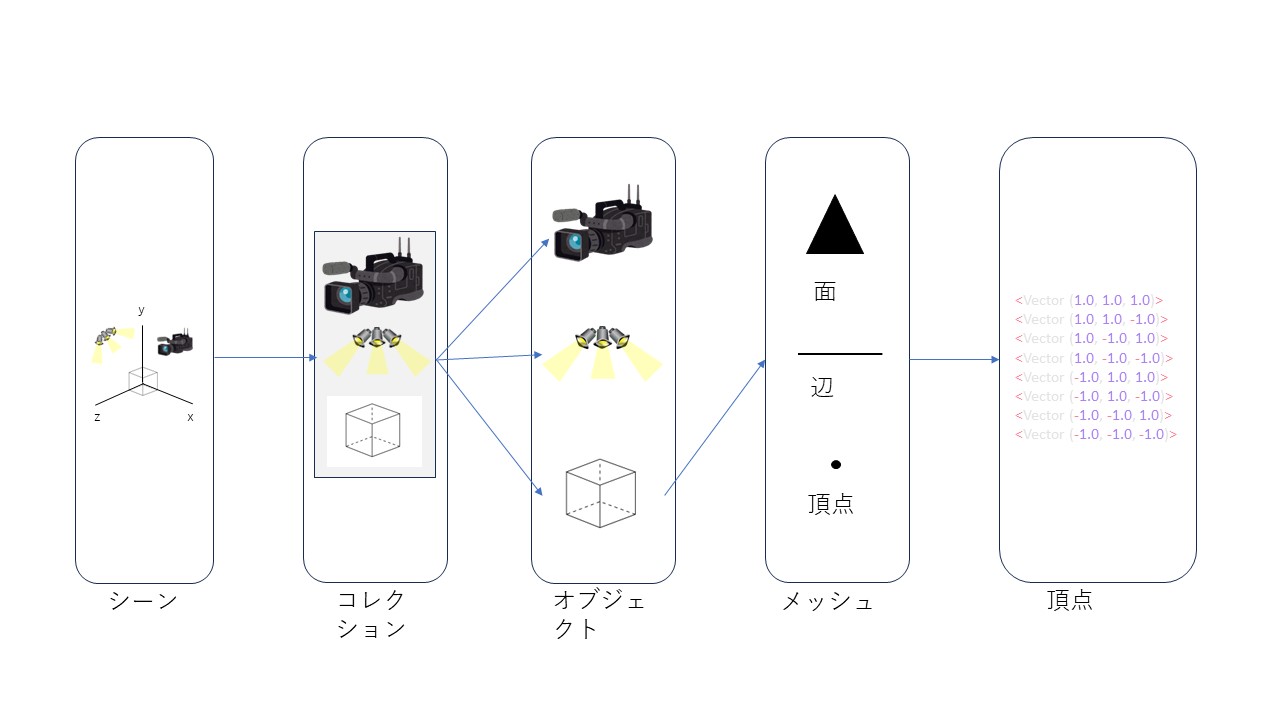 y
z
x
シーン
コレク
ション
オブジェ
クト
面
辺
頂点
メッシュ
<Vector (1.0, 1.0, 1.0)>
<Vector (1.0, 1.0, -1.0)>
<Vector (1.0, -1.0, 1.0)>
<Vector (1.0, -1.0, -1.0)>
<Vector (-1.0, 1.0, 1.0)>
<Vector (-1.0, 1.0, -1.0)>
<Vector (-1.0, -1.0, 1.0)>
<Vector (-1.0, -1.0, -1.0)>
頂点